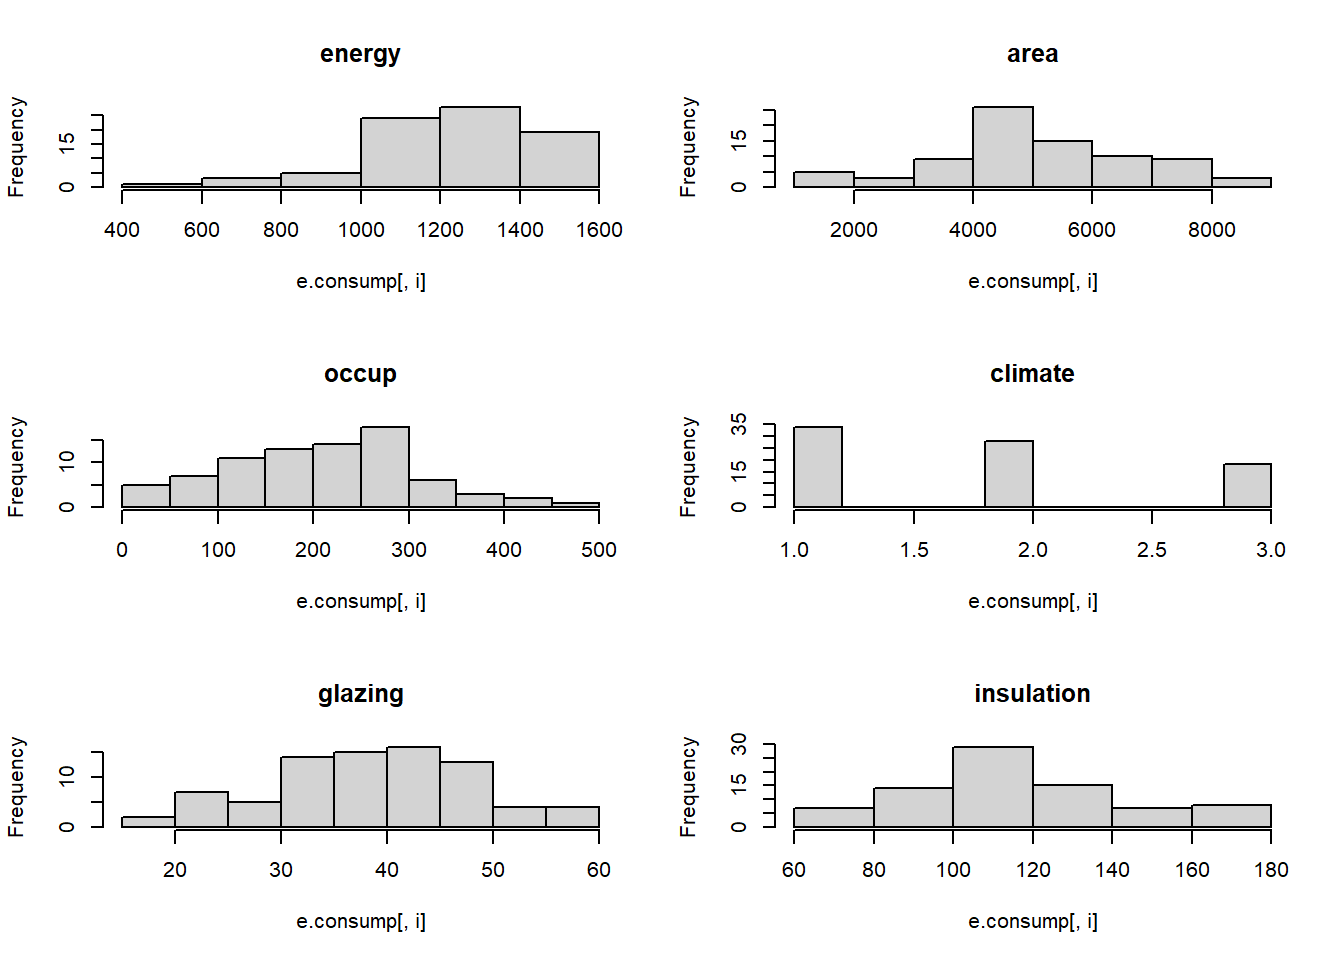 energy
Frequency
0 15
400 600 800 1000 1200 1400 1600
e.consump[, i]
area
Frequency
0 15
2000 4000 6000 8000
e.consump[, i]
occup
Frequency
0 10
0 100 200 300 400 500
e.consump[, i]
climate
Frequency
0 15 35
1.0 1.5 2.0 2.5 3.0
e.consump[, i]
glazing
Frequency
0 10
20 30 40 50 60
e.consump[, i]
insulation
Frequency
0 15 30
60 80 100 120 140 160 180
e.consump[, i]